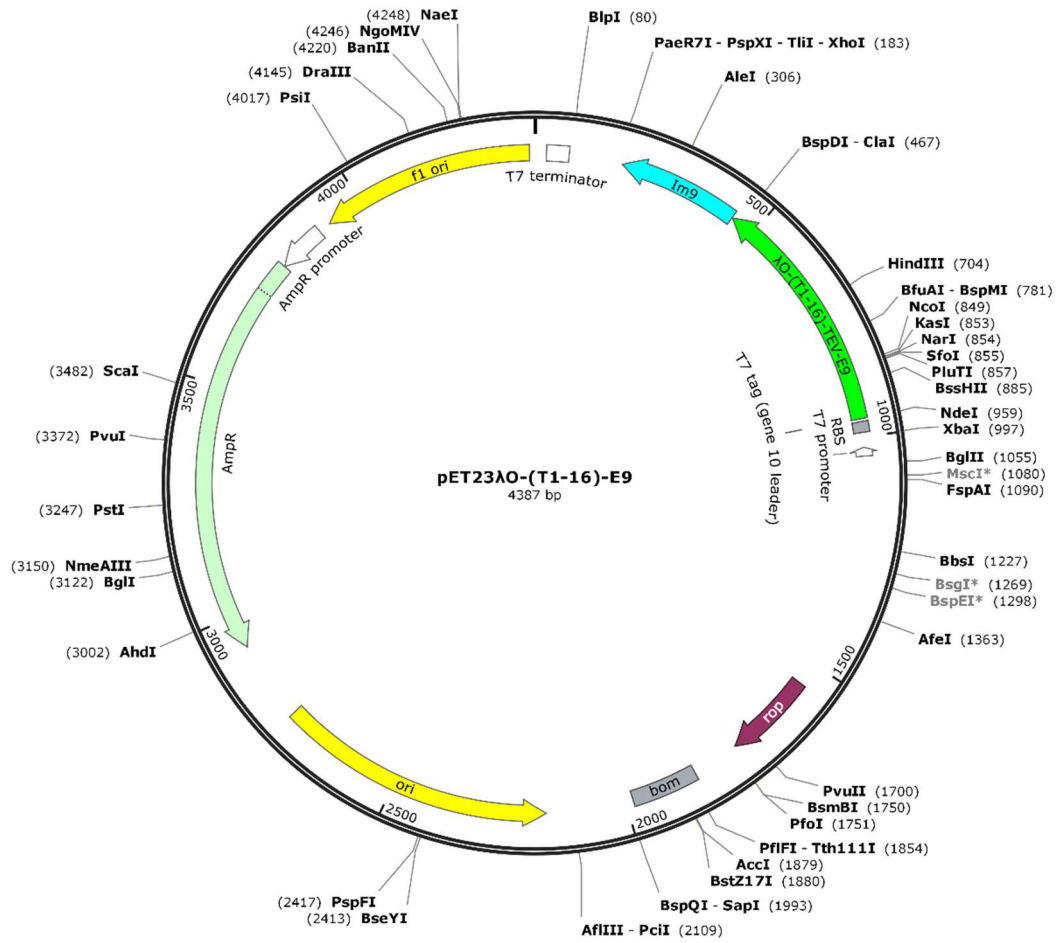 (4248) NaeI
(4246) NgoMIV
(4220) BanII
(4145) DraIII
(4017) PsiI
BlpI (80)
PaeR7I - PspXI - TliI - XhoI (183)
AleI (306)
BspDI - ClaI (467)
HindIII (704)
BfuAI - BspMI (781)
NcoI (849)
KasI (853)
NarI (854)
SfoI (855)
PluTI (857)
BssHII (885)
NdeI (959)
XbaI (997)
BglII (1055)
MscI* (1080)
FspAI (1090)
BbsI (1227)
BsgI* (1269)
BspEI* (1298)
AfeI (1363)
PvuII (1700)
BsmBI (1750)
PfoI (1751)
PflFI - Tth111I (1854)
AccI (1879)
BstZ17I (1880)
BspQI - SapI (1993)
AflIII - PciI (2109)
(2417) PspFI
(2413) BseYI
(3002) AhdI
(3122) BglI
(3150) NmeAIII
(3247) PstI
(3372) PvuI
(3482) ScaI
f1 ori
T7 terminator
Im9
λO-(T1-16)-TEV-E9
RBS
T7 promoter
T7 tag (gene 10 leader)
AmpR promoter
AmpR
rop
bom
ori
500
1000
1500
2000
2500
3000
3500
4000
pET23λO-(T1-16)-E9
4387 bp